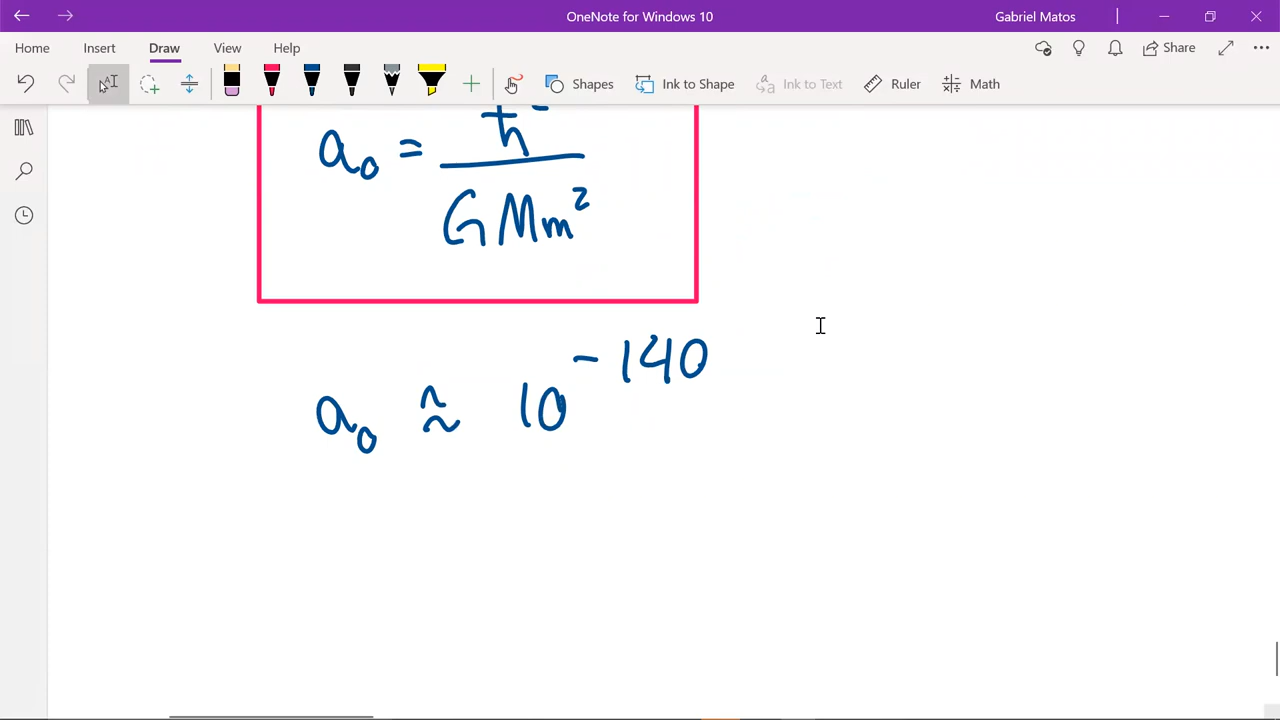 OneNote for Windows 10
Gabriel Matos
Home Insert Draw View Help
Share
Shapes Ink to Shape Ink to Text Ruler Math
a₀ = ħ²/GMm²
a₀ ≈ 10⁻¹⁴⁰